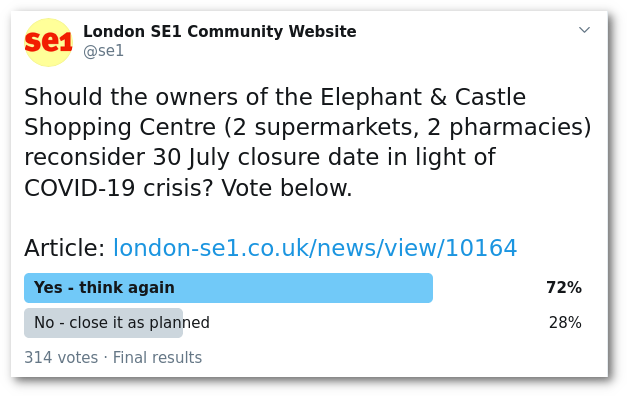 se1
London SE1 Community Website
@se1
Should the owners of the Elephant & Castle
Shopping Centre (2 supermarkets, 2 pharmacies)
reconsider 30 July closure date in light of
COVID-19 crisis? Vote below.
Article: london-se1.co.uk/news/view/10164
Yes - think again 72%
No - close it as planned 28%
314 votes · Final results